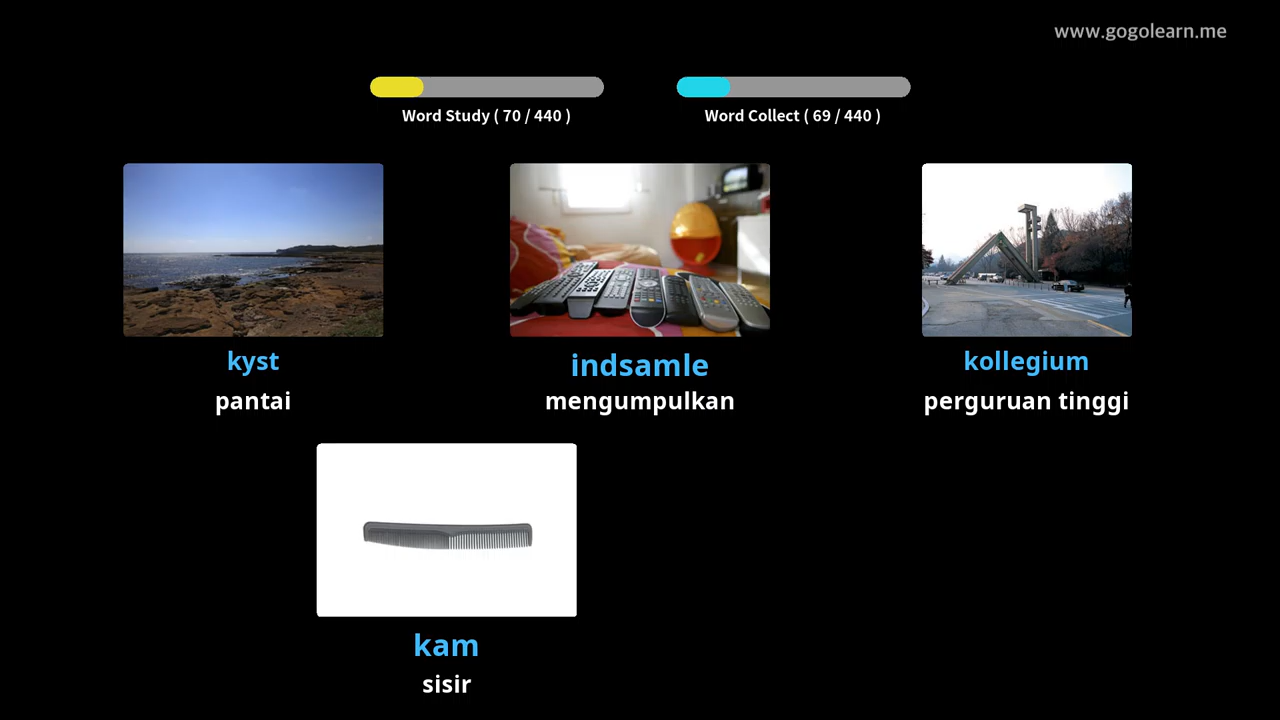 www.gogolearn.me
Word Study ( 70 / 440 )
Word Collect ( 69 / 440 )
kyst
pantai
indsamle
mengumpulkan
kollegium
perguruan tinggi
kam
sisir